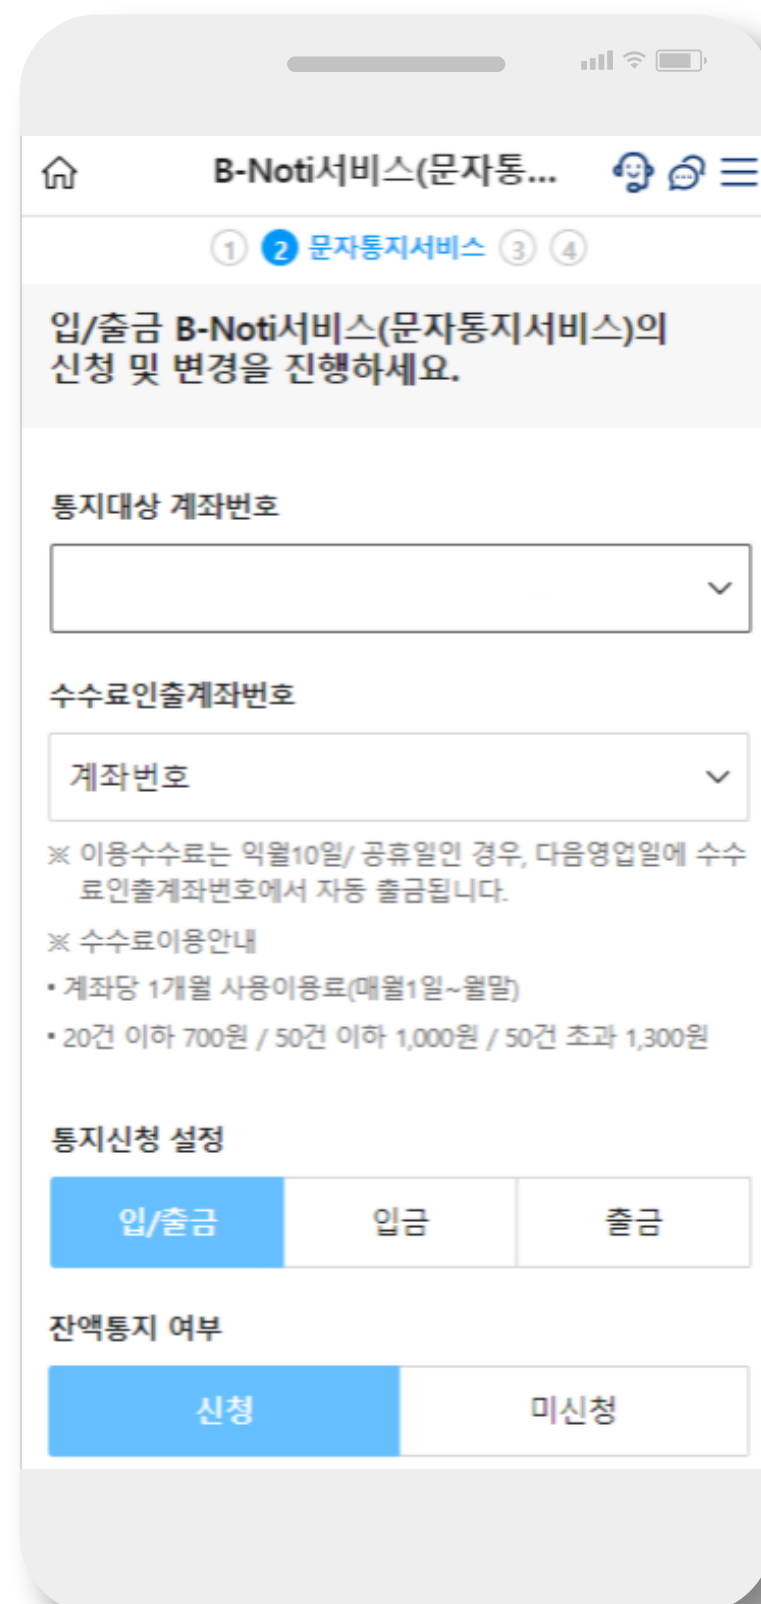 B-Noti서비스(문자통...
1 2 문자통지서비스 3 4
입/출금 B-Noti서비스(문자통지서비스)의
신청 및 변경을 진행하세요.
통지대상 계좌번호
수수료인출계좌번호
계좌번호
※ 이용수수료는 익월10일/ 공휴일인 경우, 다음영업일에 수수
료인출계좌번호에서 자동 출금됩니다.
※ 수수료이용안내
• 계좌당 1개월 사용이용료(매월1일~월말)
• 20건 이하 700원 / 50건 이하 1,000원 / 50건 초과 1,300원
통지신청 설정
입/출금 입금 출금
잔액통지 여부
신청 미신청